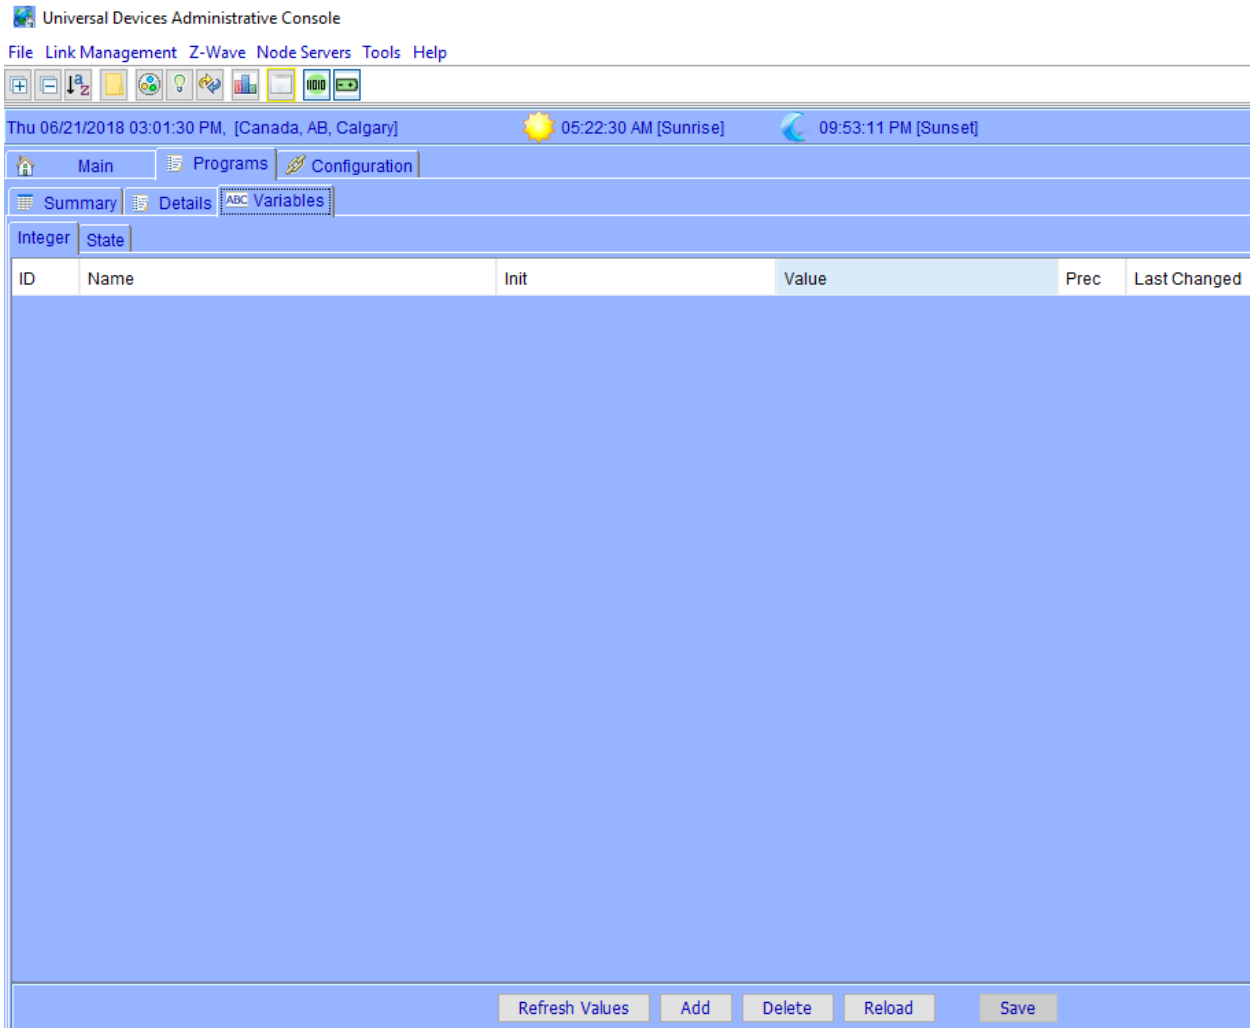 Universal Devices Administrative Console
File Link Management Z-Wave Node Servers Tools Help
Thu 06/21/2018 03:01:30 PM, [Canada, AB, Calgary] 05:22:30 AM [Sunrise] 09:53:11 PM [Sunset]
Main Programs Configuration
Summary Details ABC Variables
Integer State
ID Name Init Value Prec Last Changed
Refresh Values Add Delete Reload Save